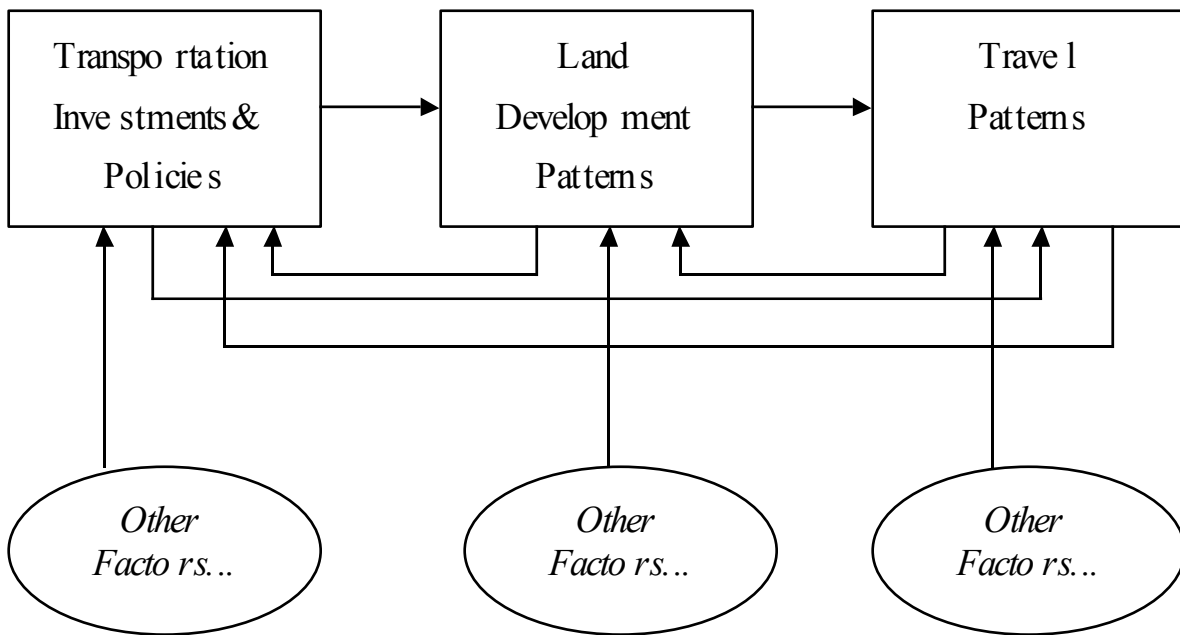 Transportation
Investments &
Policies
Land
Development
Patterns
Travel
Patterns
Other
Factors...
Other
Factors...
Other
Factors...